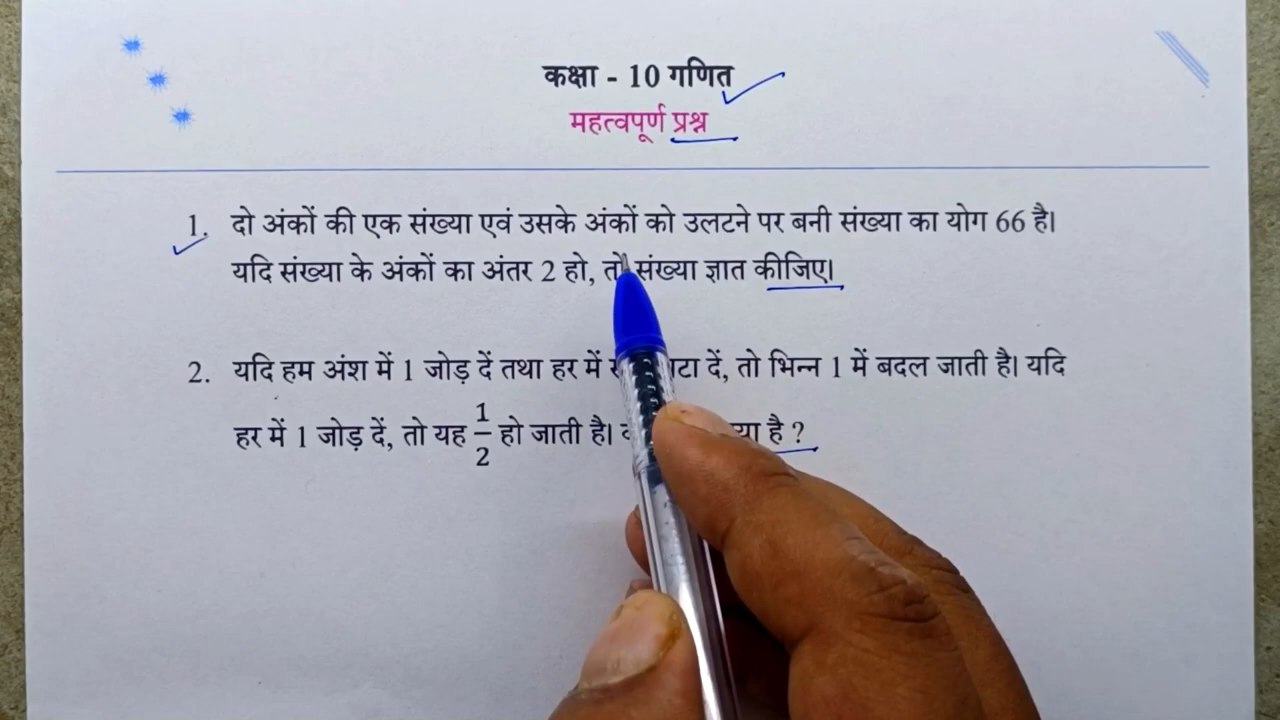 कक्षा - 10 गणित
महत्वपूर्ण प्रश्न
1. दो अंकों की एक संख्या एवं उसके अंकों को उलटने पर बनी संख्या का योग 66 है।
यदि संख्या के अंकों का अंतर 2 हो, तो संख्या ज्ञात कीजिए।
2. यदि हम अंश में 1 जोड़ दें तथा हर में दें, तो भिन्न 1 में बदल जाती है। यदि
हर में 1 जोड़ दें, तो यह 1/2 हो जाती है। है ?